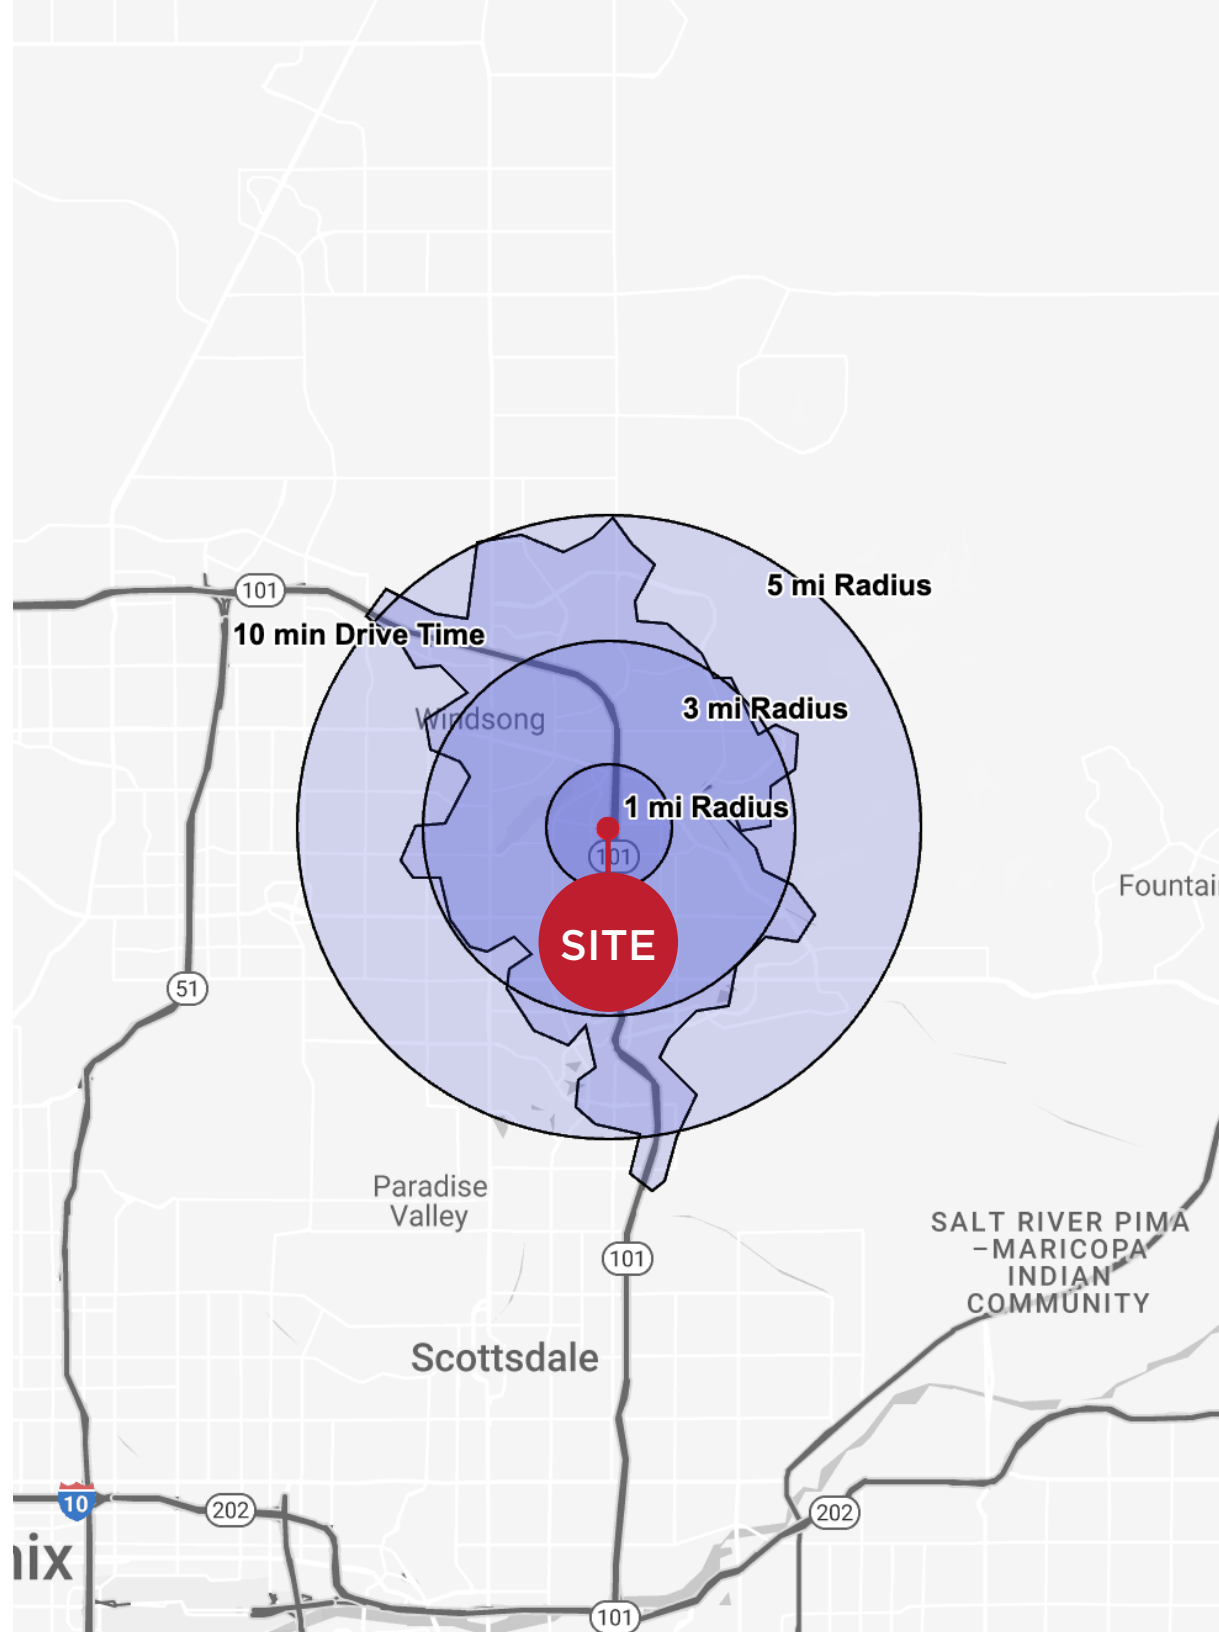 5 mi Radius
101
10 min Drive Time
3 mi Radius
Windsong
1 mi Radius
101
Fountai
SITE
51
Paradise
Valley
SALT RIVER PIMA
–MARICOPA
INDIAN
COMMUNITY
101
Scottsdale
10
202
202
nix
101